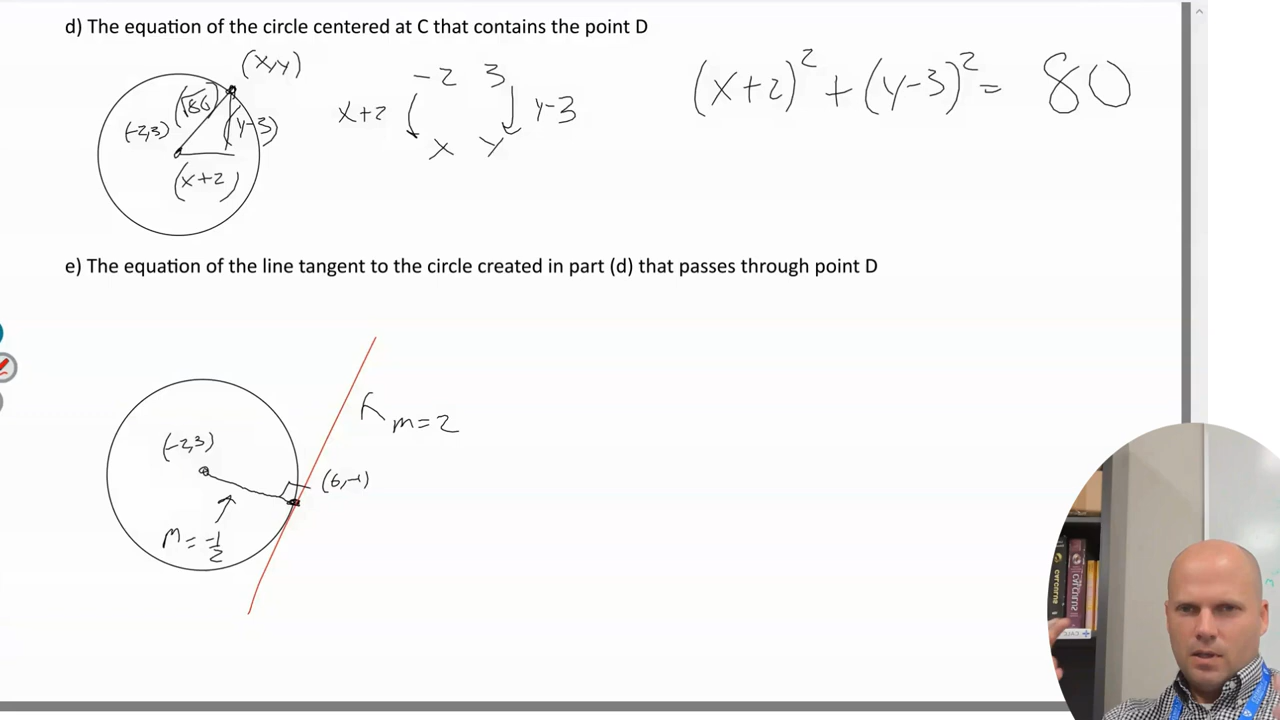 d) The equation of the circle centered at C that contains the point D
(x,y)
√80
(-2,3)
(y-3)
(x+2)
-2 3
x+2
y-3
x y
(x+2)² + (y-3)² = 80
e) The equation of the line tangent to the circle created in part (d) that passes through point D
m=2
(-2,3)
(6,-1)
m = -1/2
CALCULUS
CALCULUS